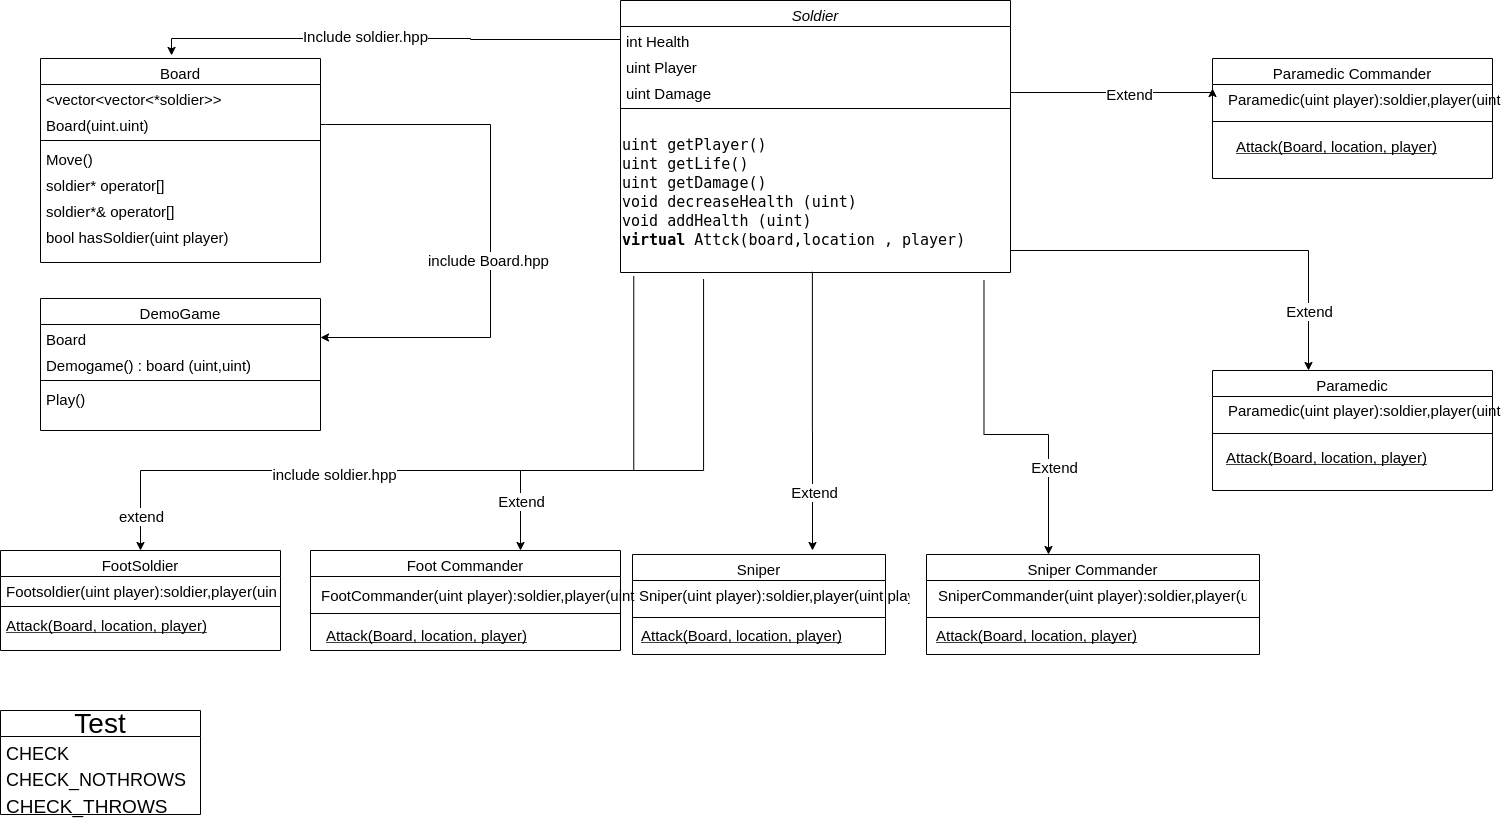 Soldier
int Health
uint Player
uint Damage
uint getPlayer()
uint getLife()
uint getDamage()
void decreaseHealth (uint)
void addHealth (uint)
virtual Attck(board,location , player)
Include soldier.hpp
Board
<vector<vector<*soldier>>
Board(uint.uint)
Move()
soldier* operator[]
soldier*& operator[]
bool hasSoldier(uint player)
include Board.hpp
DemoGame
Board
Demogame() : board (uint,uint)
Play()
Extend
Paramedic Commander
Paramedic(uint player):soldier,player(uint
Attack(Board, location, player)
Extend
Paramedic
Paramedic(uint player):soldier,player(uint
Attack(Board, location, player)
include soldier.hpp
extend
Extend
Extend
Extend
FootSoldier
Footsoldier(uint player):soldier,player(uin
Attack(Board, location, player)
Foot Commander
FootCommander(uint player):soldier,player(uint
Attack(Board, location, player)
Sniper
Sniper(uint player):soldier,player(uint play
Attack(Board, location, player)
Sniper Commander
SniperCommander(uint player):soldier,player(u
Attack(Board, location, player)
Test
CHECK
CHECK_NOTHROWS
CHECK_THROWS